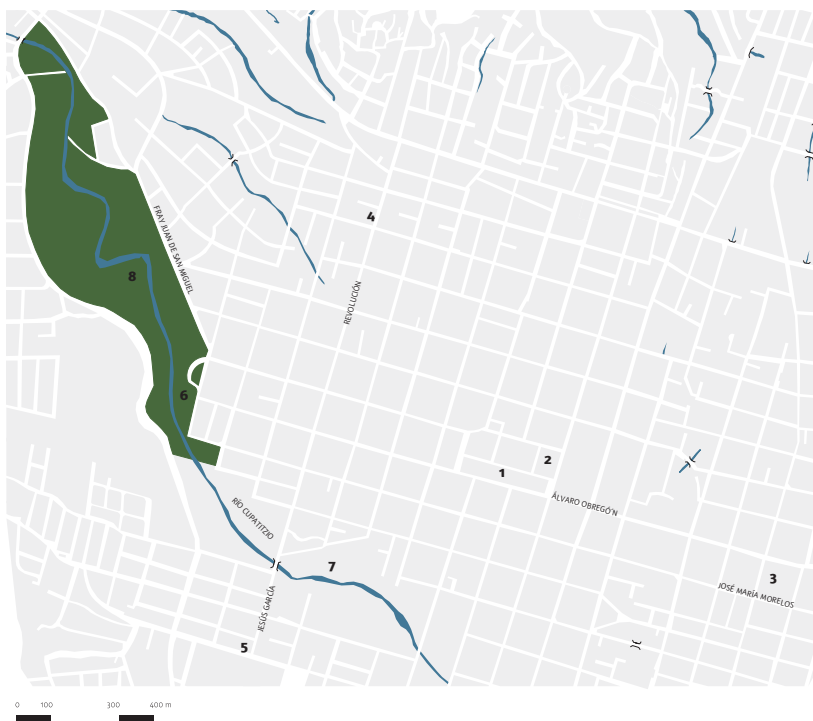 4
FRAY JUAN DE SAN MIGUEL
8
REVOLUCIÓN
6
2
1
ÁLVARO OBREGÓ'N
RÍO CUPATITZIO
7
3
JOSÉ MARÍA MORELOS
JESÚS GARCÍA
5
0 100 300 400 m